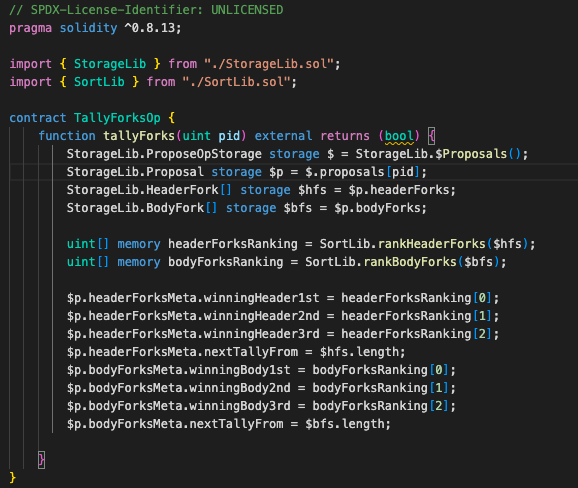 // SPDX-License-Identifier: UNLICENSED
pragma solidity ^0.8.13;
import { StorageLib } from "./StorageLib.sol";
import { SortLib } from "./SortLib.sol";
contract TallyForksOp {
function tallyForks(uint pid) external returns (bool) {
StorageLib.ProposeOpStorage storage $ = StorageLib.$Proposals();
StorageLib.Proposal storage $p = $.proposals[pid];
StorageLib.HeaderFork[] storage $hfs = $p.headerForks;
StorageLib.BodyFork[] storage $bfs = $p.bodyForks;
uint[] memory headerForksRanking = SortLib.rankHeaderForks($hfs);
uint[] memory bodyForksRanking = SortLib.rankBodyForks($bfs);
$p.headerForksMeta.winningHeader1st = headerForksRanking[0];
$p.headerForksMeta.winningHeader2nd = headerForksRanking[1];
$p.headerForksMeta.winningHeader3rd = headerForksRanking[2];
$p.headerForksMeta.nextTallyFrom = $hfs.length;
$p.bodyForksMeta.winningBody1st = bodyForksRanking[0];
$p.bodyForksMeta.winningBody2nd = bodyForksRanking[1];
$p.bodyForksMeta.winningBody3rd = bodyForksRanking[2];
$p.bodyForksMeta.nextTallyFrom = $bfs.length;
}
}